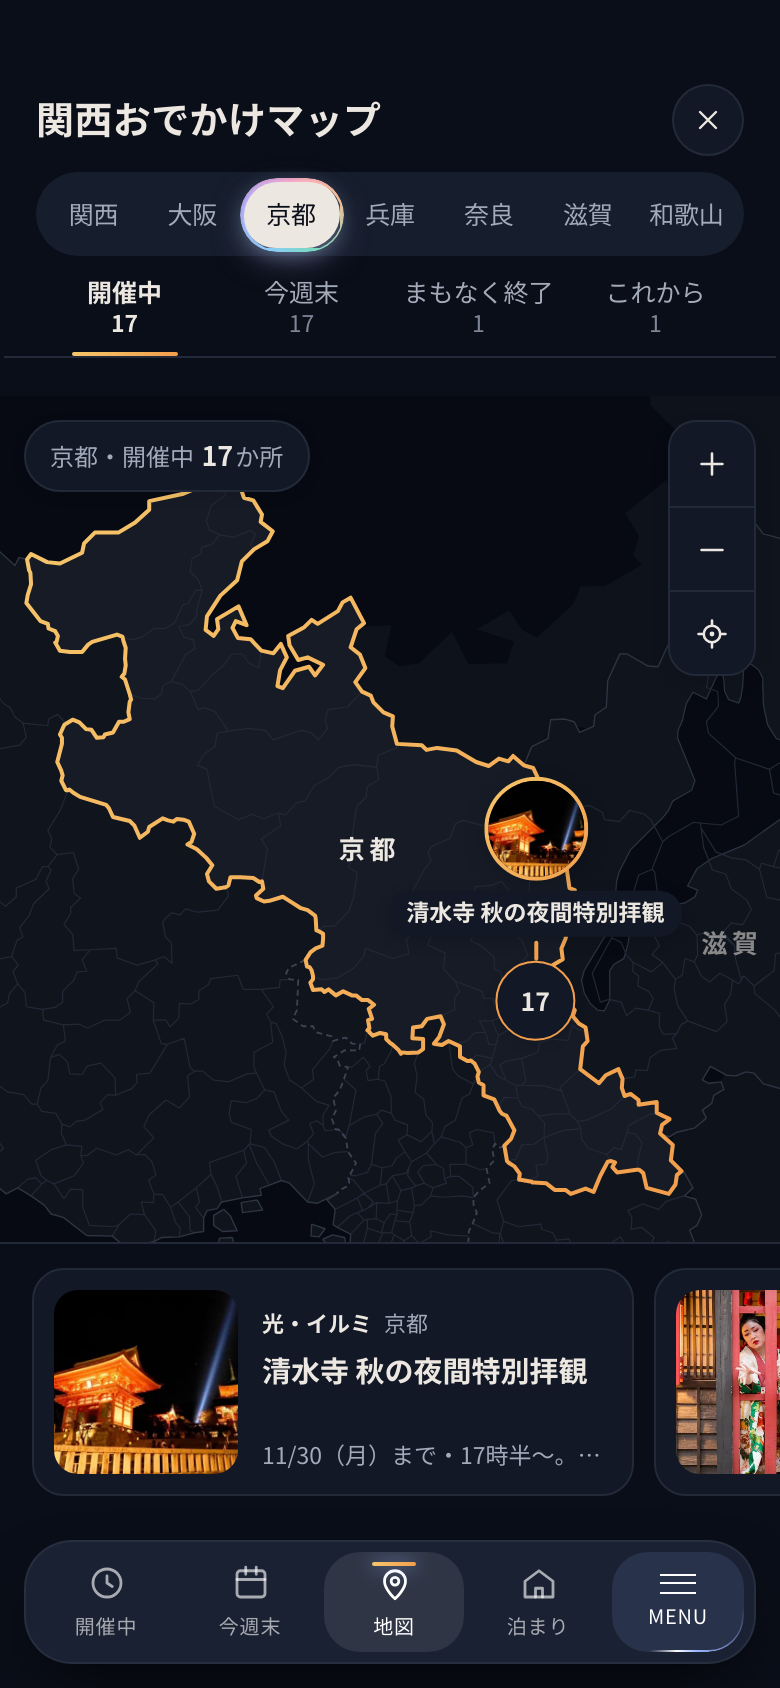 関西おでかけマップ
関西 大阪 京都 兵庫 奈良 滋賀 和歌山
開催中 今週末 まもなく終了 これから
17 17 1 1
京都・開催中 17か所
京都
清水寺 秋の夜間特別拝観
滋賀
17
光・イルミ 京都
清水寺 秋の夜間特別拝観
11/30（月）まで・17時半〜。…
開催中 今週末 地図 泊まり MENU